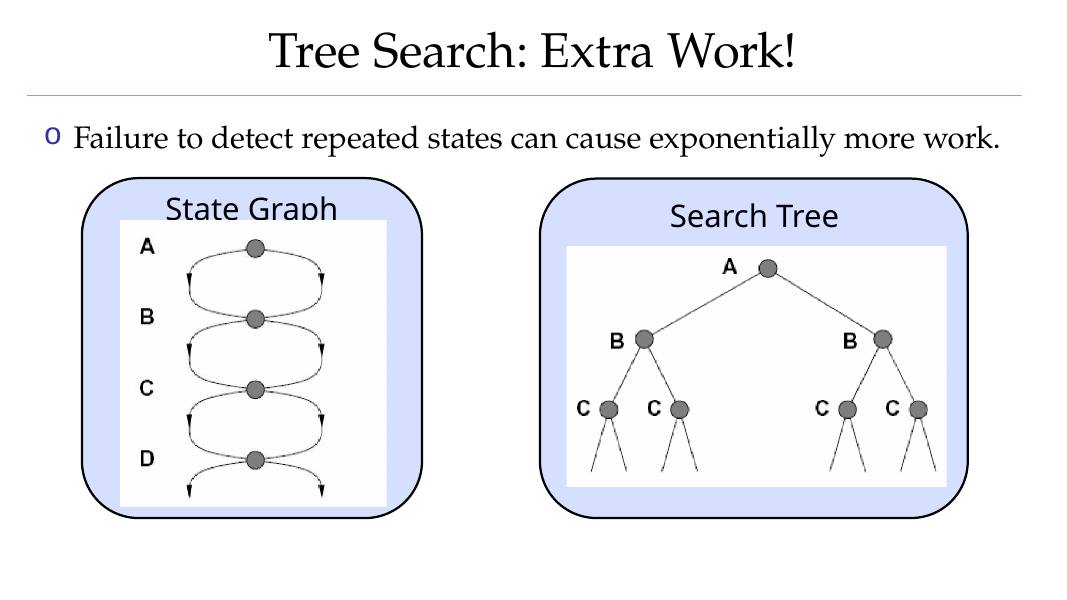 Tree Search: Extra Work!
o Failure to detect repeated states can cause exponentially more work.
State Graph
A
B
C
D
Search Tree
A
B B
C C C C